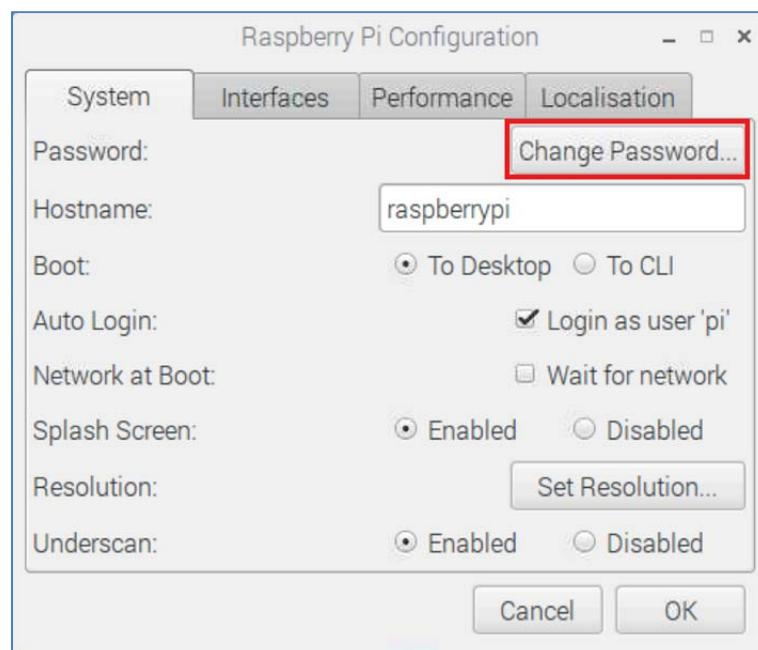 Raspberry Pi Configuration
System Interfaces Performance Localisation
Password: Change Password...
Hostname: raspberrypi
Boot: To Desktop To CLI
Auto Login: Login as user 'pi'
Network at Boot: Wait for network
Splash Screen: Enabled Disabled
Resolution: Set Resolution...
Underscan: Enabled Disabled
Cancel OK